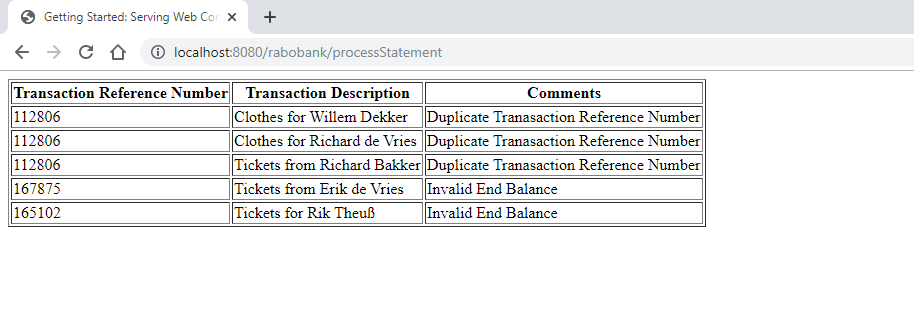 Getting Started: Serving Web Cor
localhost:8080/rabobank/processStatement
Transaction Reference Number Transaction Description Comments
112806 Clothes for Willem Dekker Duplicate Tranasaction Reference Number
112806 Clothes for Richard de Vries Duplicate Tranasaction Reference Number
112806 Tickets from Richard Bakker Duplicate Tranasaction Reference Number
167875 Tickets from Erik de Vries Invalid End Balance
165102 Tickets for Rik Theuß Invalid End Balance